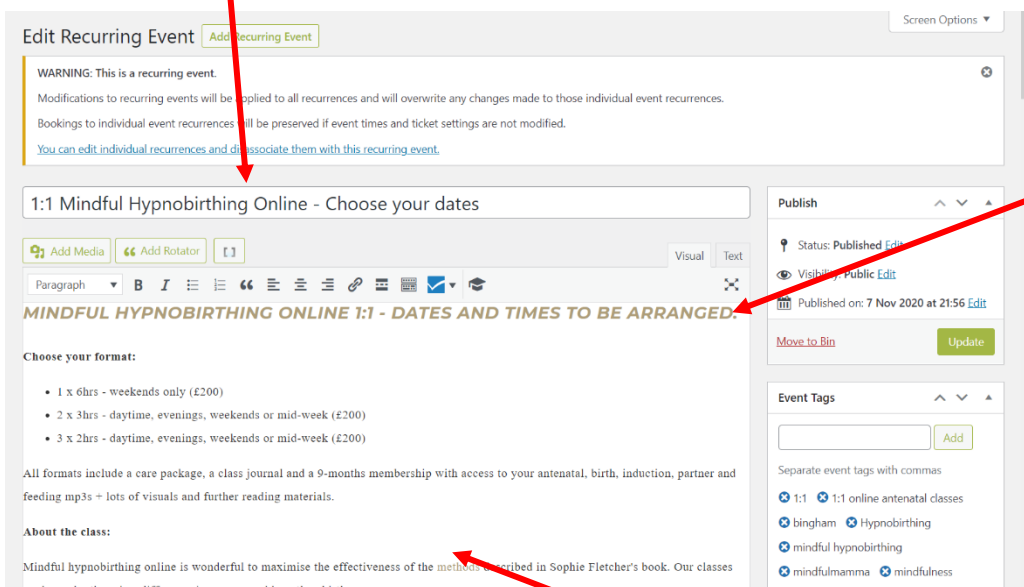 Screen Options ▼
Edit Recurring Event
Add Recurring Event
WARNING: This is a recurring event.
Modifications to recurring events will be applied to all recurrences and will overwrite any changes made to those individual event recurrences.
Bookings to individual event recurrences will be preserved if event times and ticket settings are not modified.
You can edit individual recurrences and disassociate them with this recurring event.
1:1 Mindful Hypnobirthing Online - Choose your dates
Add Media
Add Rotator
[ ]
Visual
Text
Paragraph
B I
MINDFUL HYPNOBIRTHING ONLINE 1:1 - DATES AND TIMES TO BE ARRANGED.
Choose your format:
• 1 x 6hrs - weekends only (£200)
• 2 x 3hrs - daytime, evenings, weekends or mid-week (£200)
• 3 x 2hrs - daytime, evenings, weekends or mid-week (£200)
All formats include a care package, a class journal and a 9-months membership with access to your antenatal, birth, induction, partner and
feeding mp3s + lots of visuals and further reading materials.
About the class:
Mindful hypnobirthing online is wonderful to maximise the effectiveness of the methods described in Sophie Fletcher's book. Our classes
Publish
Status: Published Edit
Visibility: Public Edit
Published on: 7 Nov 2020 at 21:56 Edit
Move to Bin
Update
Event Tags
Add
Separate event tags with commas
1:1
1:1 online antenatal classes
bingham
Hypnobirthing
mindful hypnobirthing
mindfulmamma
mindfulness